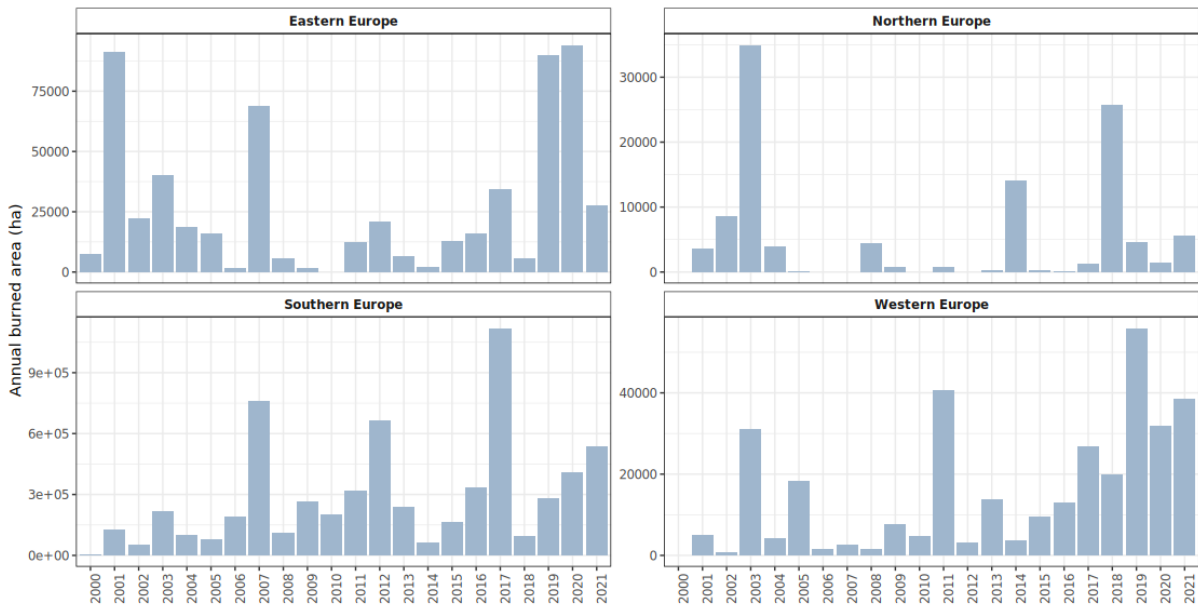 Eastern Europe
Northern Europe
Annual burned area (ha)
75000
50000
25000
0
30000
20000
10000
0
Southern Europe
Western Europe
9e+05
6e+05
3e+05
0e+00
40000
20000
0
2000 2001 2002 2003 2004 2005 2006 2007 2008 2009 2010 2011 2012 2013 2014 2015 2016 2017 2018 2019 2020 2021
2000 2001 2002 2003 2004 2005 2006 2007 2008 2009 2010 2011 2012 2013 2014 2015 2016 2017 2018 2019 2020 2021